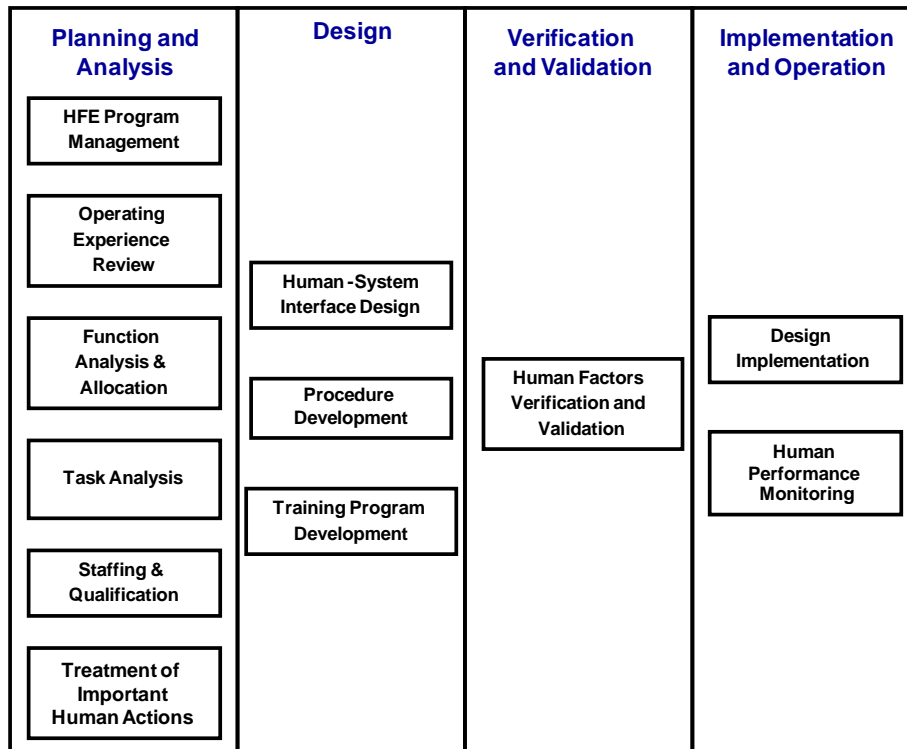 Planning and
Analysis
HFE Program
Management
Operating
Experience
Review
Function
Analysis &
Allocation
Task Analysis
Staffing &
Qualification
Treatment of
Important
Human Actions
Design
Human -System
Interface Design
Procedure
Development
Training Program
Development
Verification
and Validation
Human Factors
Verification and
Validation
Implementation
and Operation
Design
Implementation
Human
Performance
Monitoring